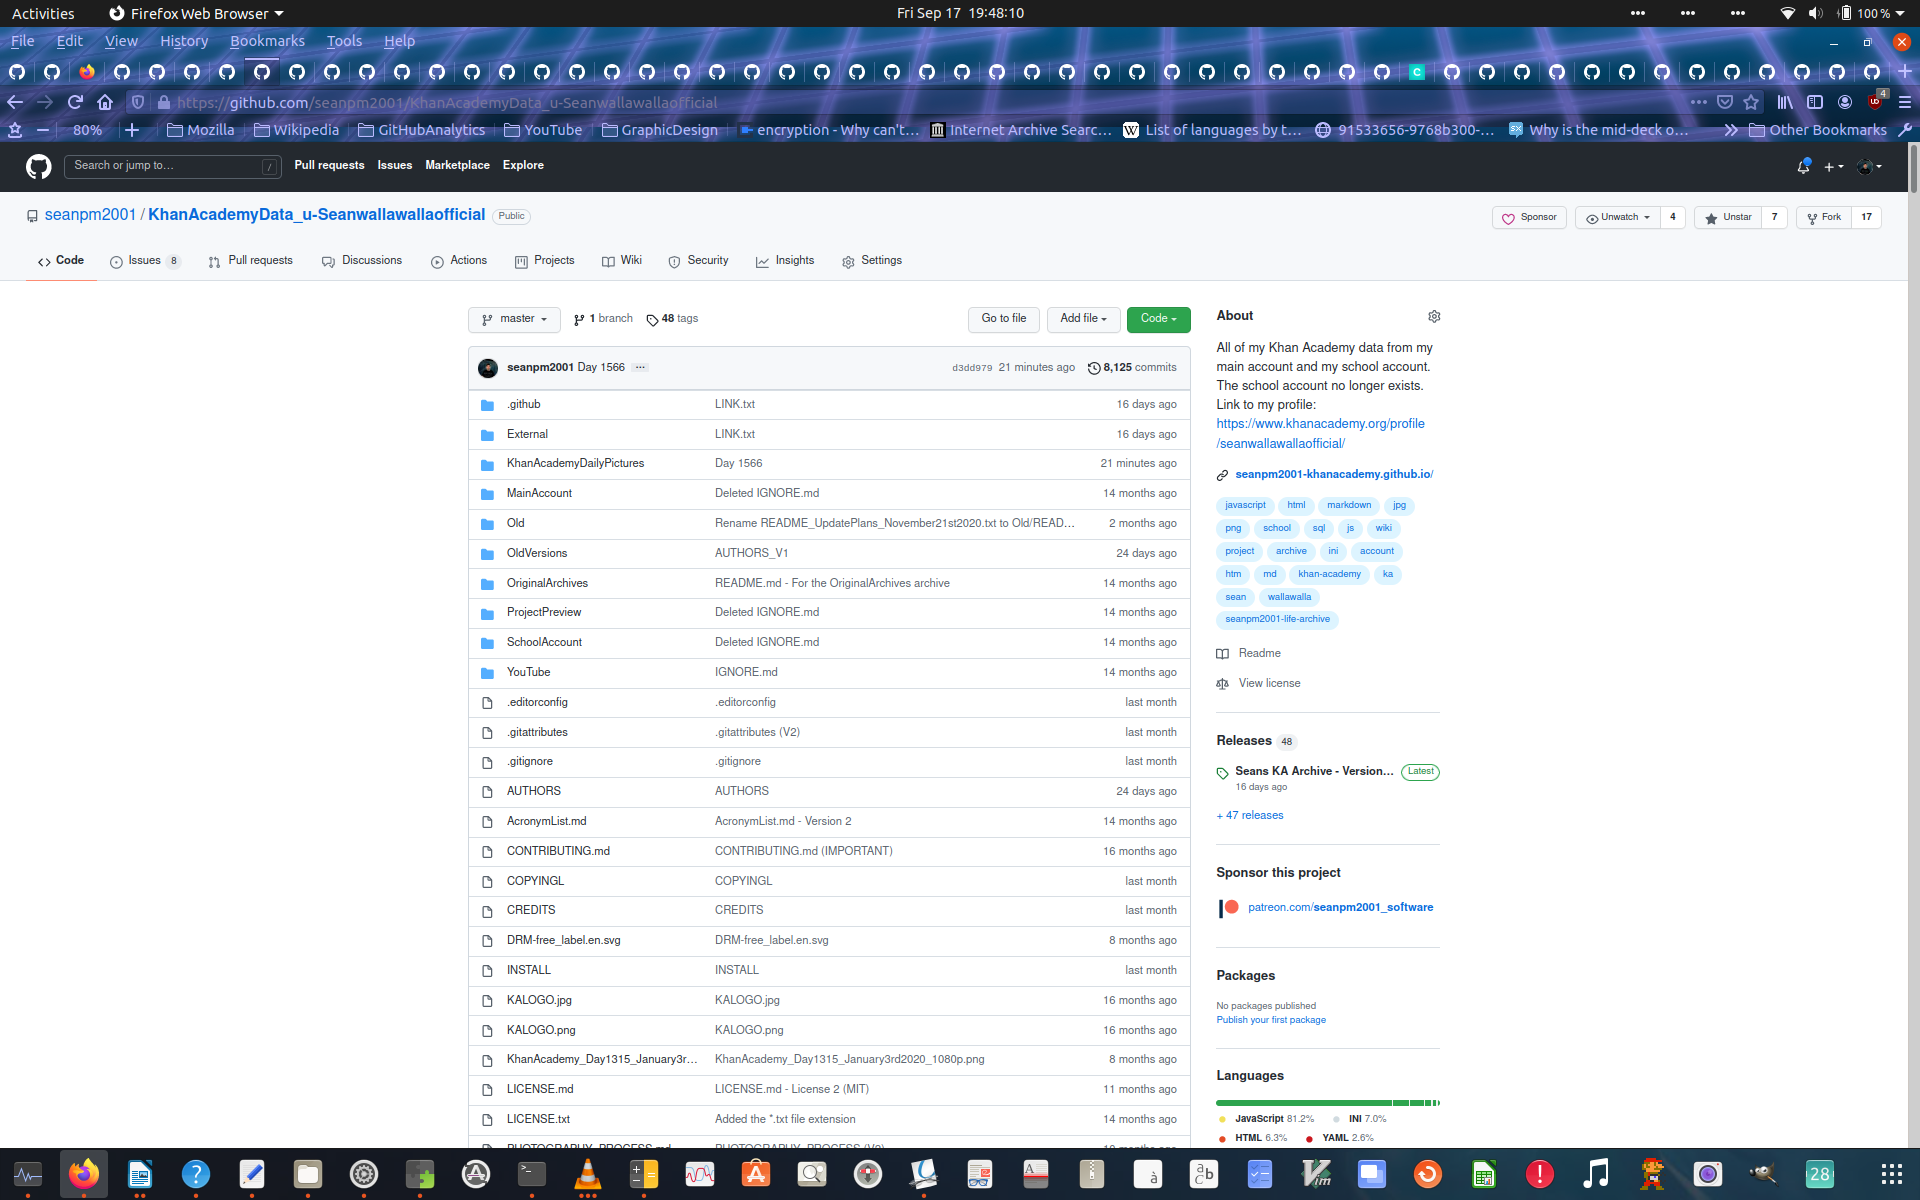 Activities
Firefox Web Browser
Fri Sep 17 19:48:10
100 %
File Edit View History Bookmarks Tools Help
https://github.com/seanpm2001/KhanAcademyData_u-Seanwallawallaofficial
4
80%
Mozilla
Wikipedia
GitHubAnalytics
YouTube
GraphicDesign
encryption - Why can't…
Internet Archive Searc…
List of languages by t…
91533656-9768b300-…
Why is the mid-deck o…
Other Bookmarks
Search or jump to… /
Pull requests Issues Marketplace Explore
seanpm2001 / KhanAcademyData_u-Seanwallawallaofficial Public
Sponsor
Unwatch 4
Unstar 7
Fork 17
Code
Issues 8
Pull requests
Discussions
Actions
Projects
Wiki
Security
Insights
Settings
master
1 branch
48 tags
Go to file
Add file
Code
seanpm2001 Day 1566 ···
d3dd979 21 minutes ago
8,125 commits
.github LINK.txt 16 days ago
External LINK.txt 16 days ago
KhanAcademyDailyPictures Day 1566 21 minutes ago
MainAccount Deleted IGNORE.md 14 months ago
Old Rename README_UpdatePlans_November21st2020.txt to Old/READ… 2 months ago
OldVersions AUTHORS_V1 24 days ago
OriginalArchives README.md - For the OriginalArchives archive 14 months ago
ProjectPreview Deleted IGNORE.md 14 months ago
SchoolAccount Deleted IGNORE.md 14 months ago
YouTube IGNORE.md 14 months ago
.editorconfig .editorconfig last month
.gitattributes .gitattributes (V2) last month
.gitignore .gitignore last month
AUTHORS AUTHORS 24 days ago
AcronymList.md AcronymList.md - Version 2 14 months ago
CONTRIBUTING.md CONTRIBUTING.md (IMPORTANT) 16 months ago
COPYINGL COPYINGL last month
CREDITS CREDITS last month
DRM-free_label.en.svg DRM-free_label.en.svg 8 months ago
INSTALL INSTALL last month
KALOGO.jpg KALOGO.jpg 16 months ago
KALOGO.png KALOGO.png 16 months ago
KhanAcademy_Day1315_January3r… KhanAcademy_Day1315_January3rd2020_1080p.png 8 months ago
LICENSE.md LICENSE.md - License 2 (MIT) 11 months ago
LICENSE.txt Added the *.txt file extension 14 months ago
About
All of my Khan Academy data from my
main account and my school account.
The school account no longer exists.
Link to my profile:
https://www.khanacademy.org/profile
/seanwallawallaofficial/
seanpm2001-khanacademy.github.io/
javascript html markdown jpg
png school sql js wiki
project archive ini account
htm md khan-academy ka
sean wallawalla
seanpm2001-life-archive
Readme
View license
Releases 48
Seans KA Archive - Version… Latest
16 days ago
+ 47 releases
Sponsor this project
patreon.com/seanpm2001_software
Packages
No packages published
Publish your first package
Languages
JavaScript 81.2% INI 7.0%
HTML 6.3% YAML 2.6%
28